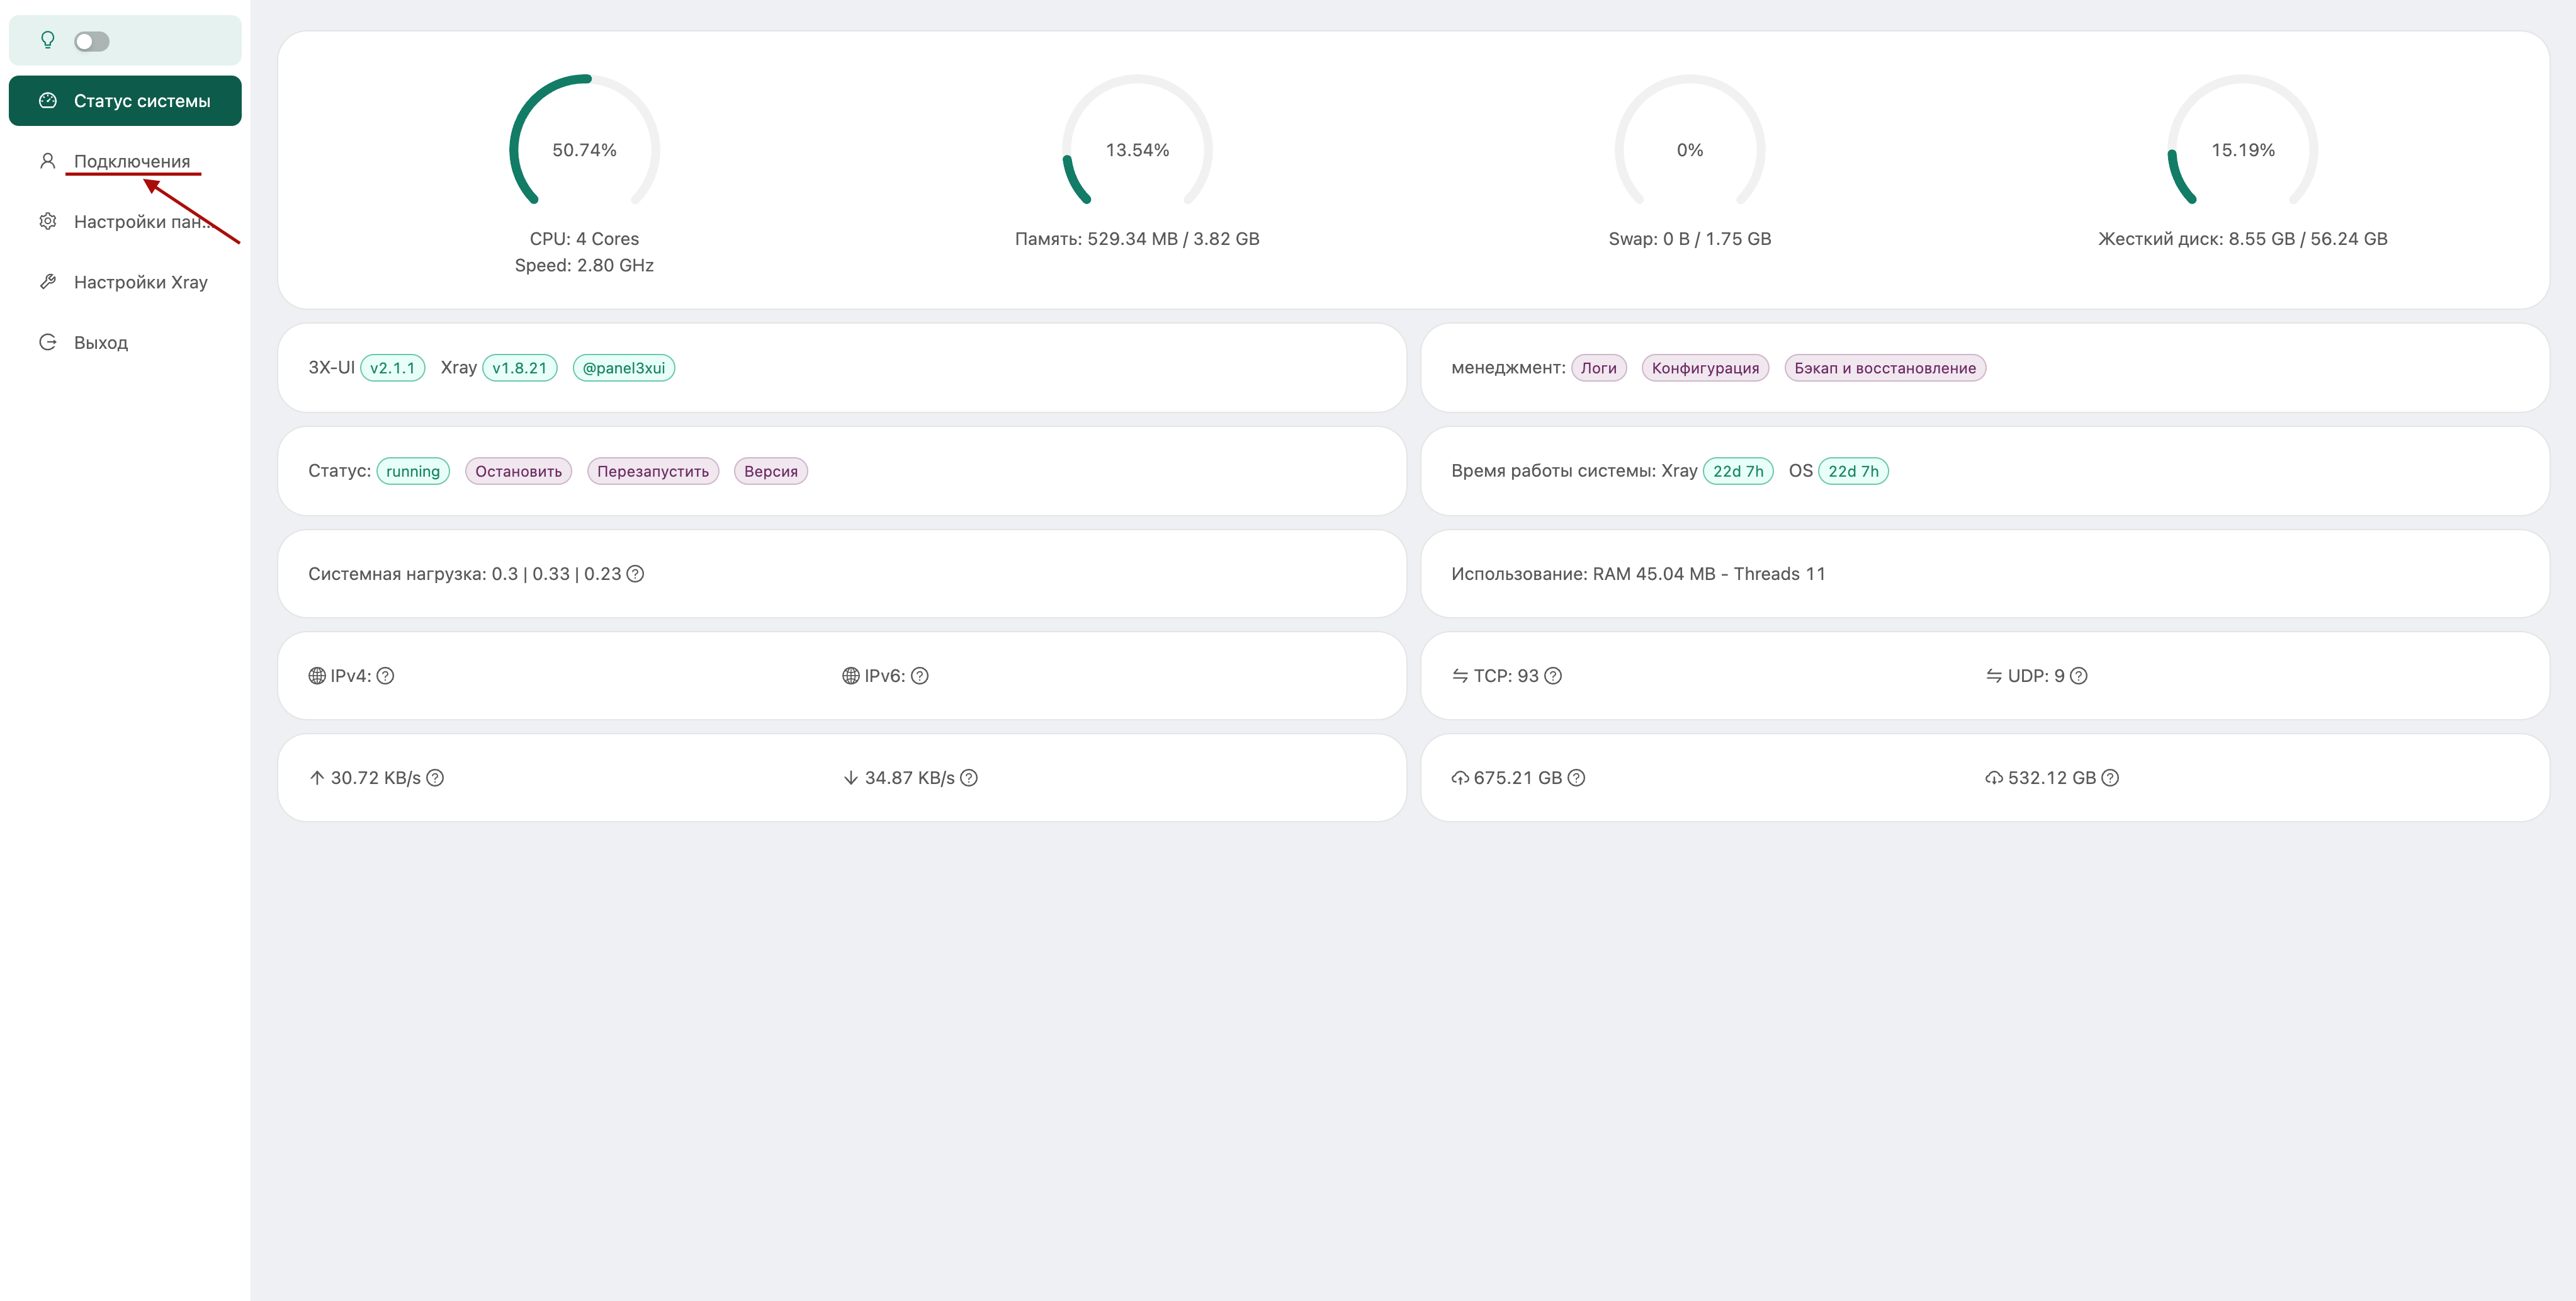 Статус системы
Подключения
Настройки пан...
Настройки Xray
Выход
50.74%
CPU: 4 Cores
Speed: 2.80 GHz
13.54%
Память: 529.34 MB / 3.82 GB
0%
Swap: 0 B / 1.75 GB
15.19%
Жесткий диск: 8.55 GB / 56.24 GB
3X-UI v2.1.1 Xray v1.8.21 @panel3xui
менеджмент: Логи Конфигурация Бэкап и восстановление
Статус: running Остановить Перезапустить Версия
Время работы системы: Xray 22d 7h OS 22d 7h
Системная нагрузка: 0.3 | 0.33 | 0.23
Использование: RAM 45.04 MB - Threads 11
IPv4: IPv6:
TCP: 93 UDP: 9
30.72 KB/s 34.87 KB/s
675.21 GB 532.12 GB